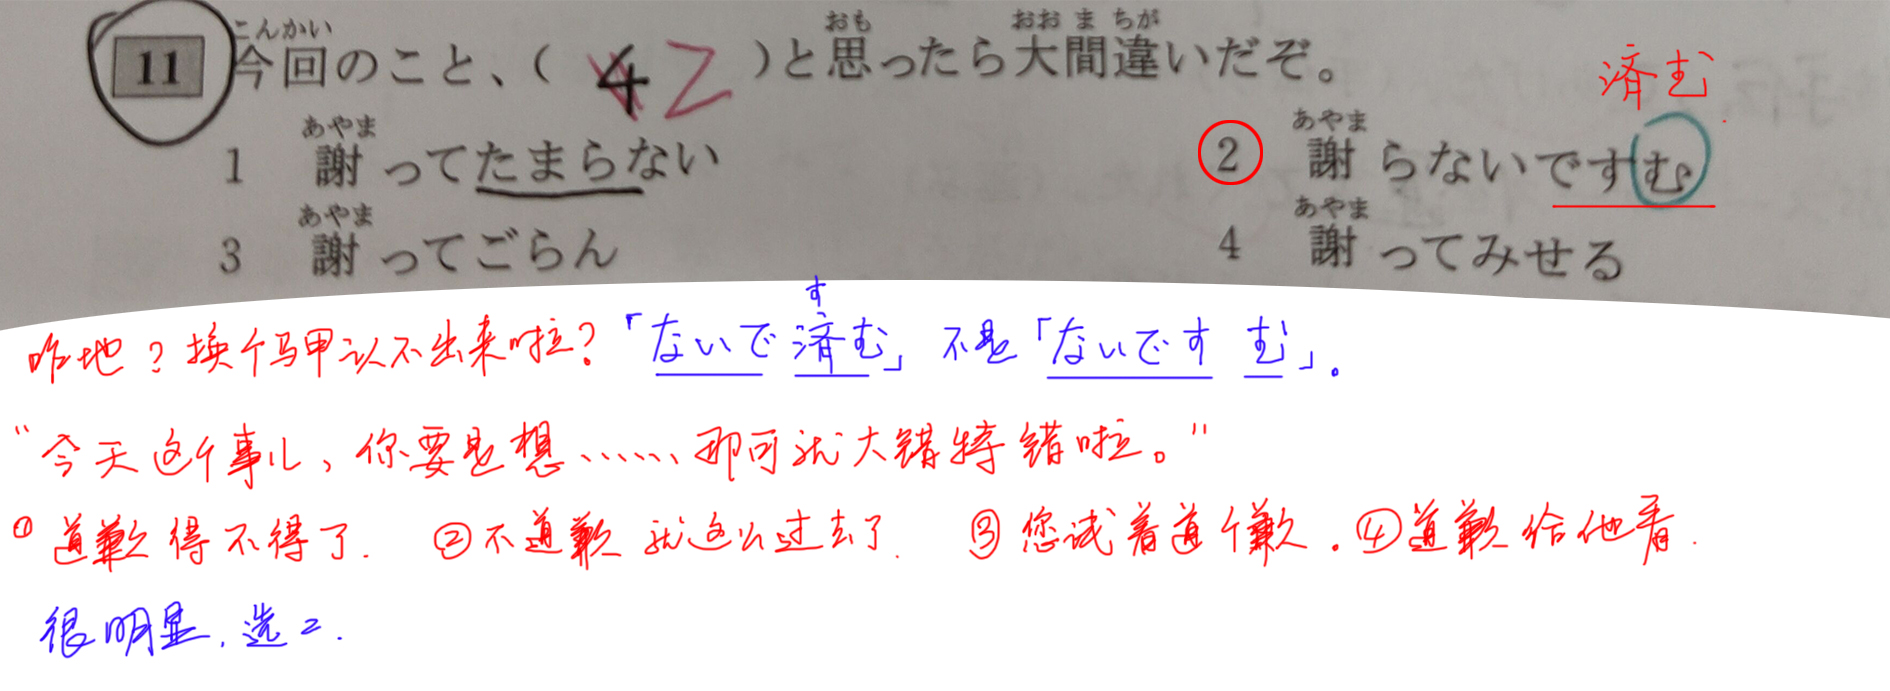 こんかい おも おお ま ちが
11 今回のこと、( 4 2 )と思ったら大間違いだぞ。
済む
あやま あやま
1 謝ってたまらない 2 謝らないですむ
あやま あやま
3 謝ってごらん 4 謝ってみせる
す
咋地？换个马甲认不出来啦？「ないで済む」不是「ないです む」。
"今天这个事儿，你要是想……那可就大错特错啦。"
①道歉得不得了. ②不道歉就这么过去了. ③您试着道个歉. ④道歉给他看.
很明显,选2.